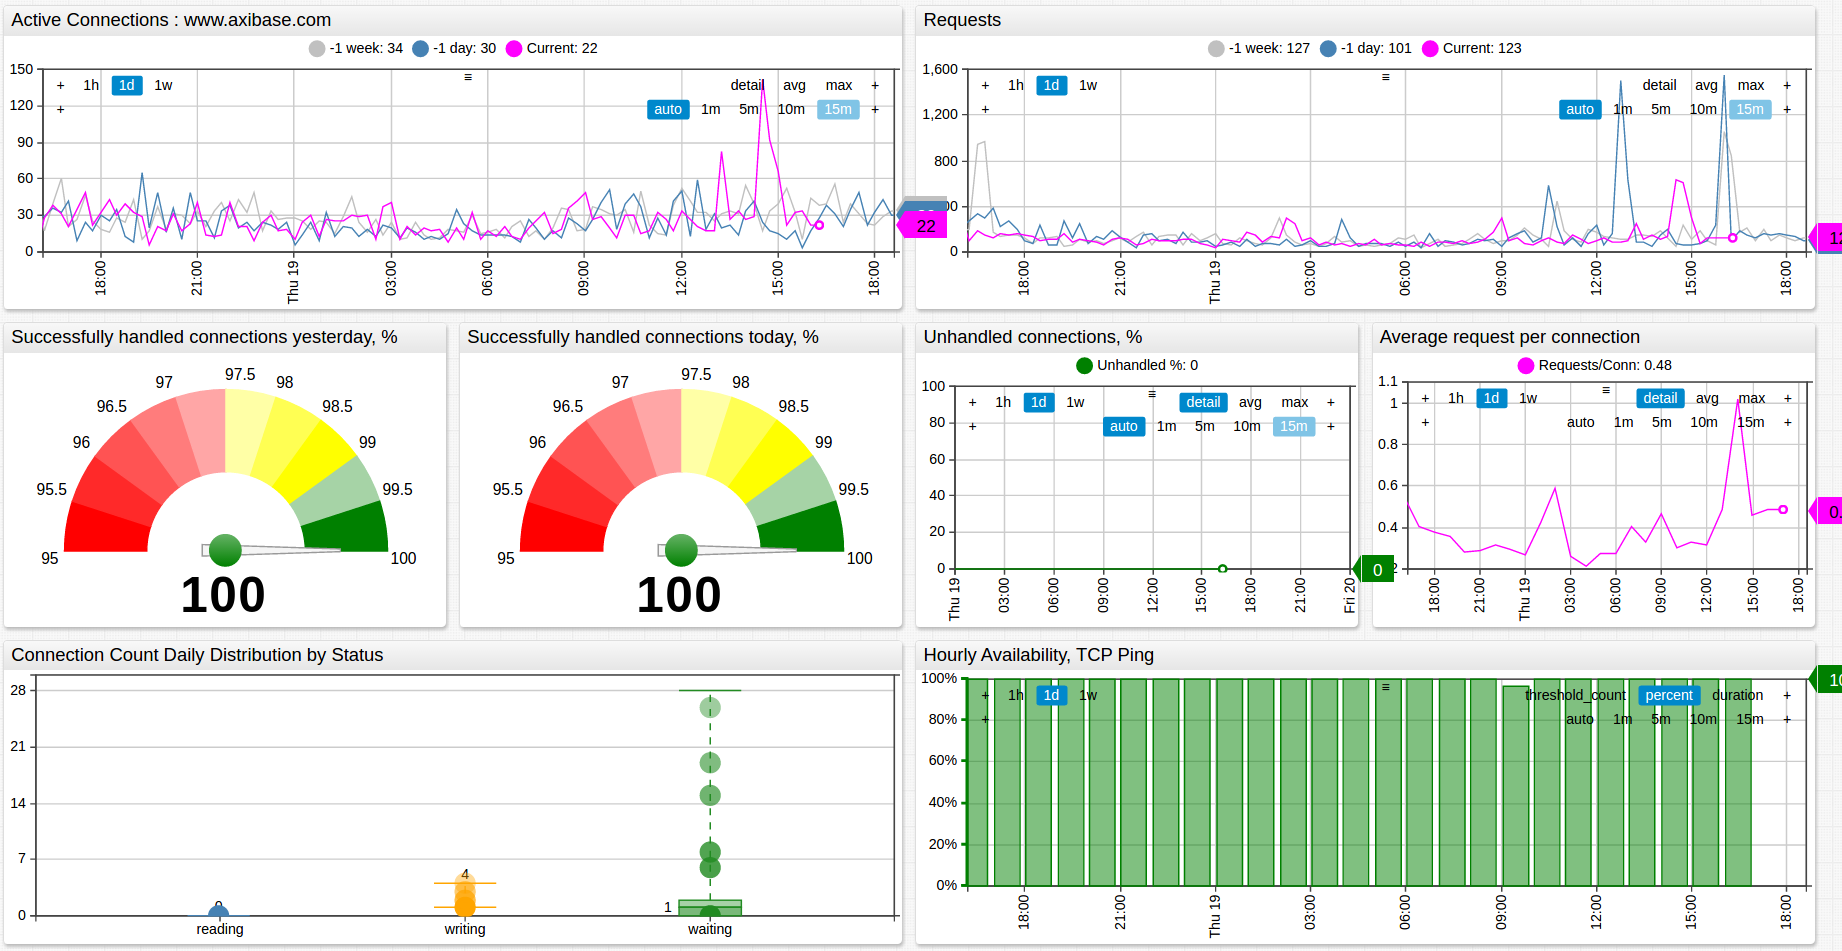 Active Connections : www.axibase.com
-1 week: 34 -1 day: 30 Current: 22
150
120
90
60
30
0
+ 1h 1d 1w
≡
detail avg max +
+
auto 1m 5m 10m 15m +
22
18:00 21:00 Thu 19 03:00 06:00 09:00 12:00 15:00 18:00
Requests
-1 week: 127 -1 day: 101 Current: 123
1,600
1,200
800
0
+ 1h 1d 1w
≡
detail avg max +
+
auto 1m 5m 10m 15m +
18:00 21:00 Thu 19 03:00 06:00 09:00 12:00 15:00 18:00
Successfully handled connections yesterday, %
95 95.5 96 96.5 97 97.5 98 98.5 99 99.5 100
100
Successfully handled connections today, %
95 95.5 96 96.5 97 97.5 98 98.5 99 99.5 100
100
Unhandled connections, %
Unhandled %: 0
100
80
60
40
20
0
+ 1h 1d 1w
≡
detail avg max +
+
auto 1m 5m 10m 15m +
0
Thu 19 03:00 06:00 09:00 12:00 15:00 18:00 21:00 Fri 20
Average request per connection
Requests/Conn: 0.48
1.1
1
0.8
0.6
0.4
+ 1h 1d 1w
≡
detail avg max +
+
auto 1m 5m 10m 15m +
18:00 21:00 Thu 19 03:00 06:00 09:00 12:00 15:00 18:00
Connection Count Daily Distribution by Status
28
21
14
7
0
4
1
reading writing waiting
Hourly Availability, TCP Ping
100%
80%
60%
40%
20%
0%
+ 1h 1d 1w
≡
threshold_count percent duration +
+
auto 1m 5m 10m 15m +
18:00 21:00 Thu 19 03:00 06:00 09:00 12:00 15:00 18:00